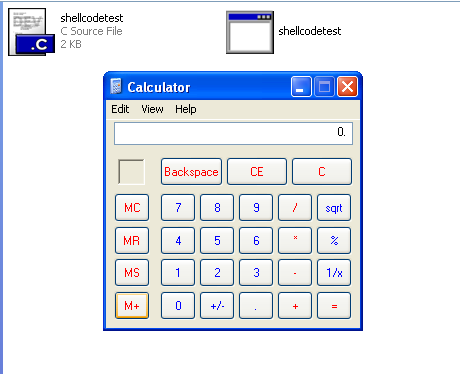 shellcodetest
C Source File
2 KB
shellcodetest
DEV
.C
Calculator
Edit View Help
0.
Backspace CE C
MC 7 8 9 / sqrt
MR 4 5 6 * %
MS 1 2 3 - 1/x
M+ 0 +/- . + =